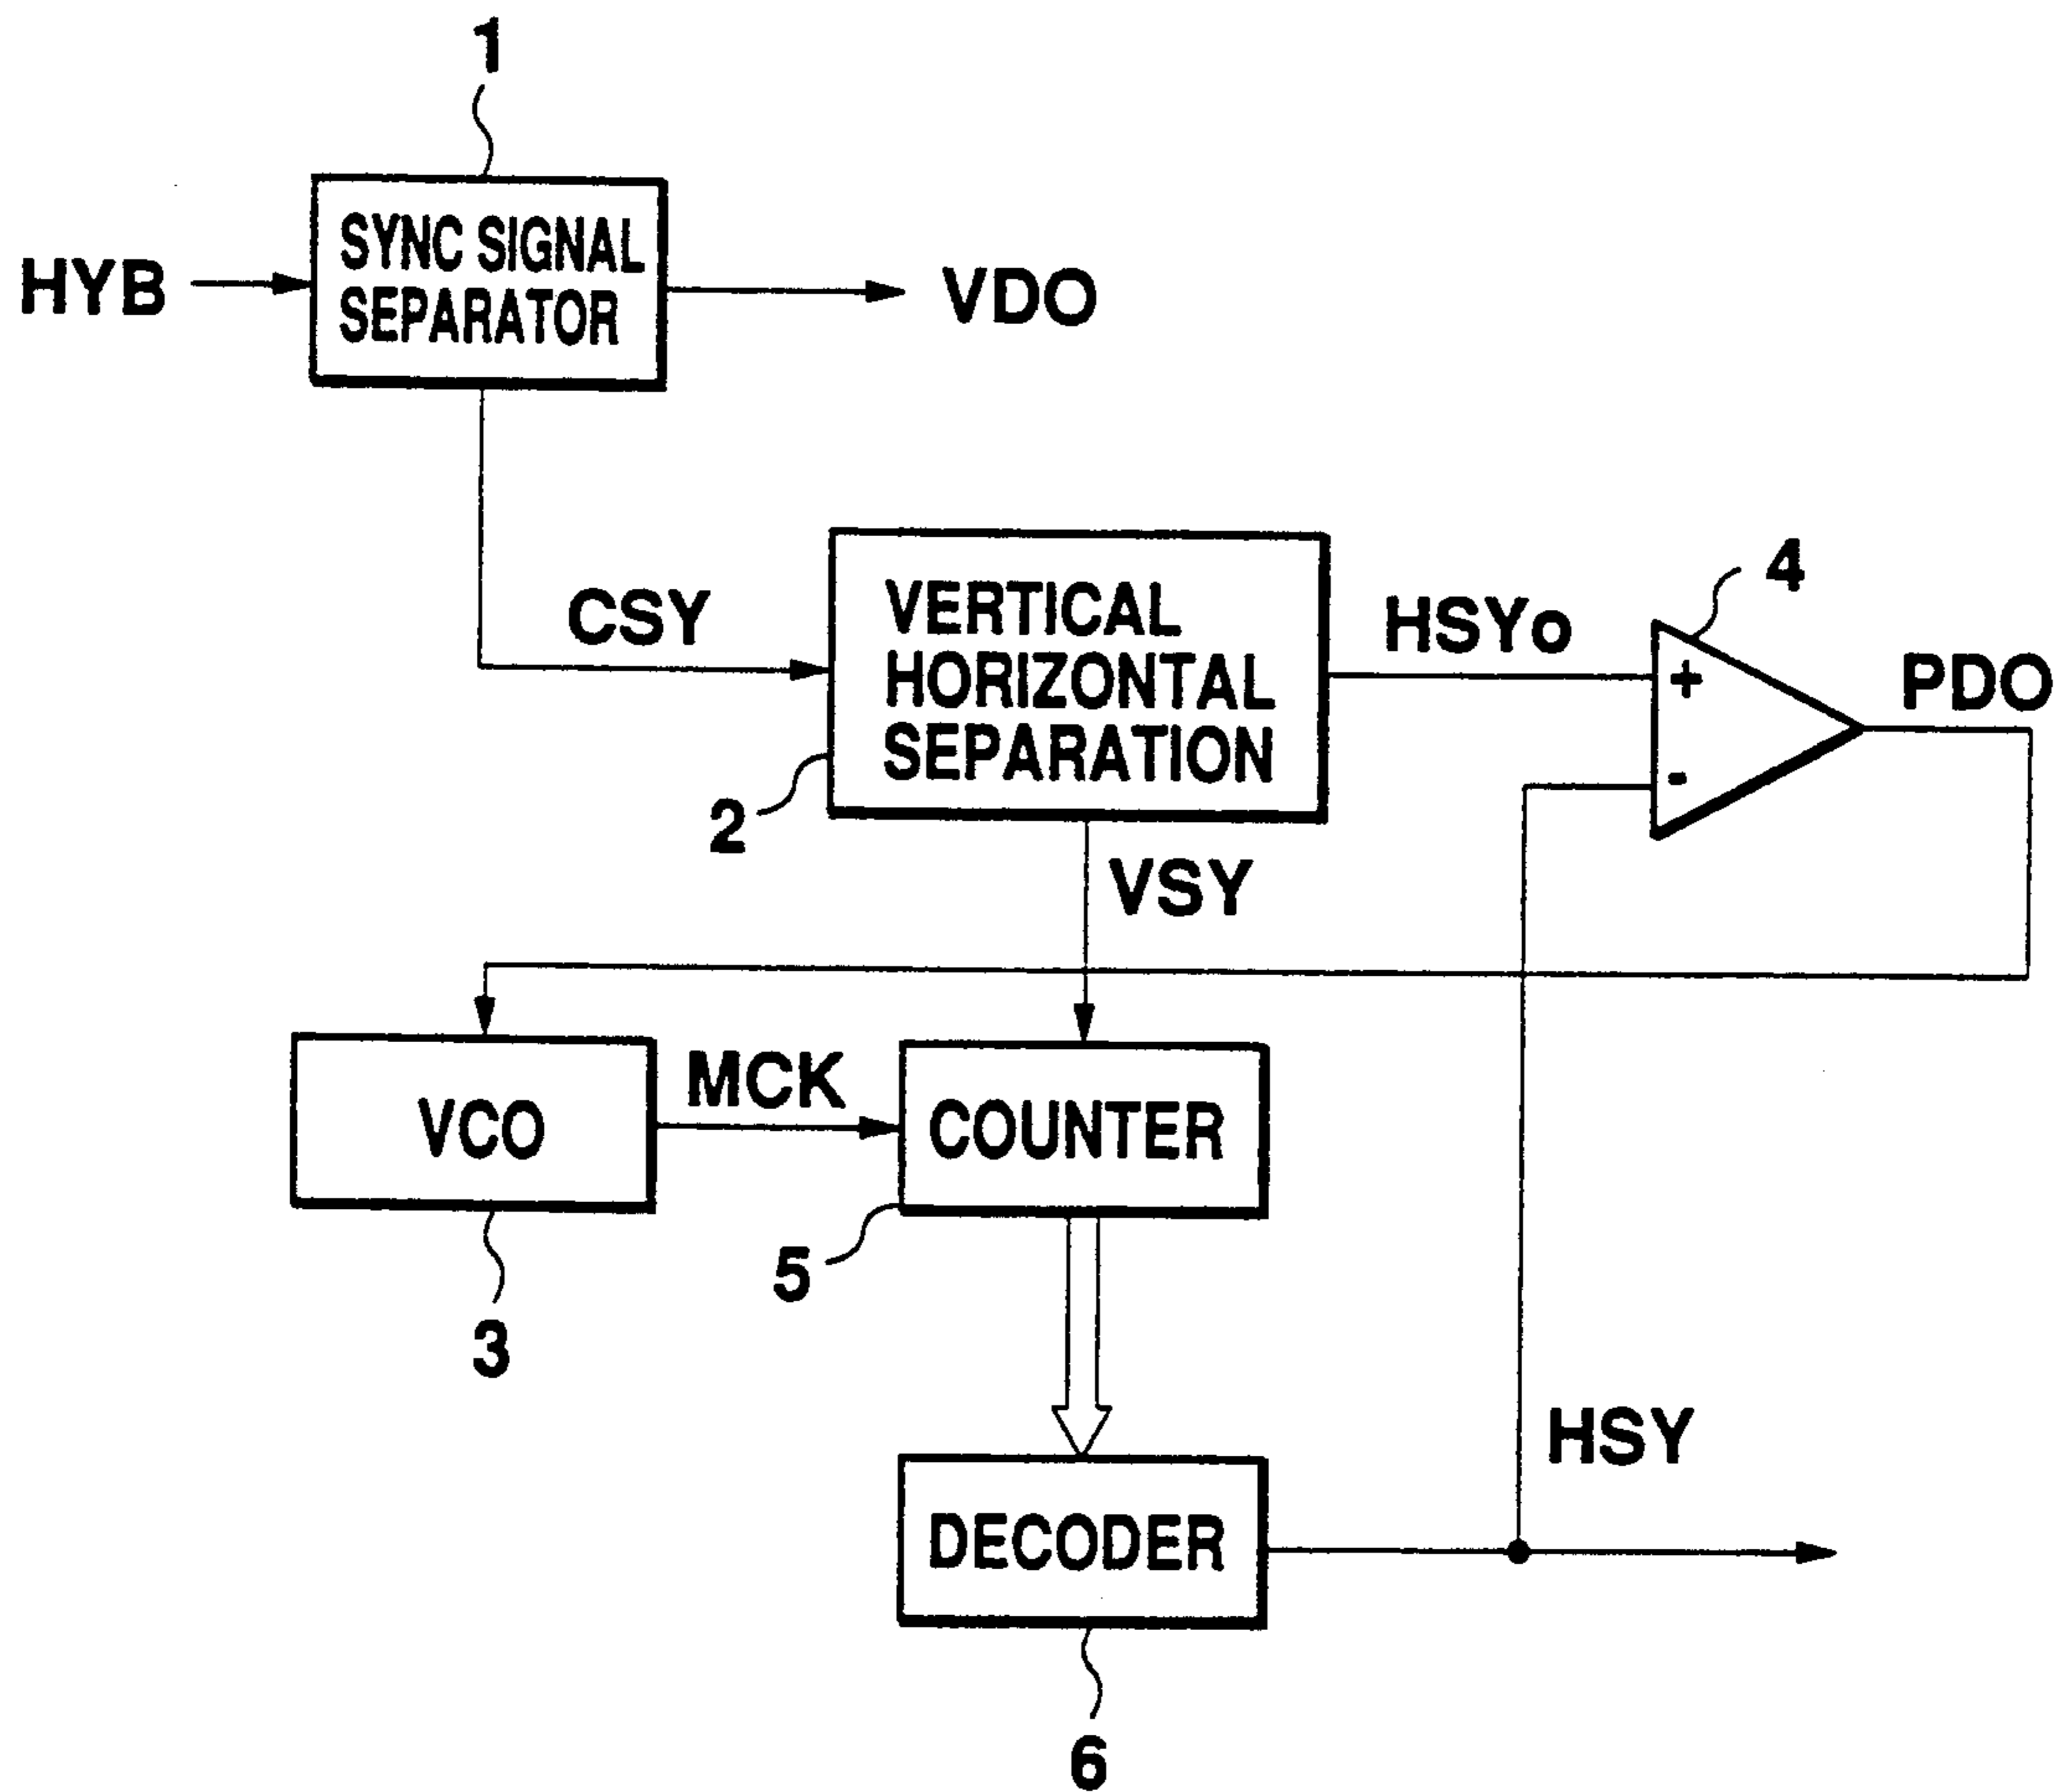 1
SYNC SIGNAL
SEPARATOR
HYB
VDO
CSY
VERTICAL
HORIZONTAL
SEPARATION
2
HSYo
4
+
-
PDO
VSY
VCO
3
MCK
COUNTER
5
DECODER
6
HSY